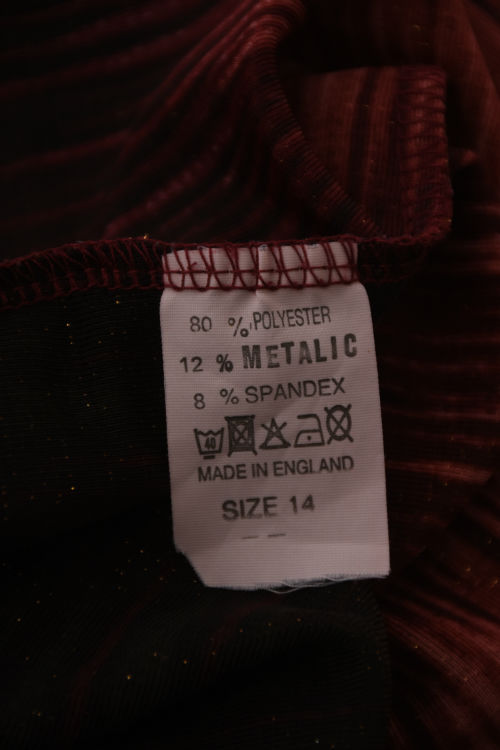 80 % POLYESTER
12 % METALIC
8 % SPANDEX
40
MADE IN ENGLAND
SIZE 14